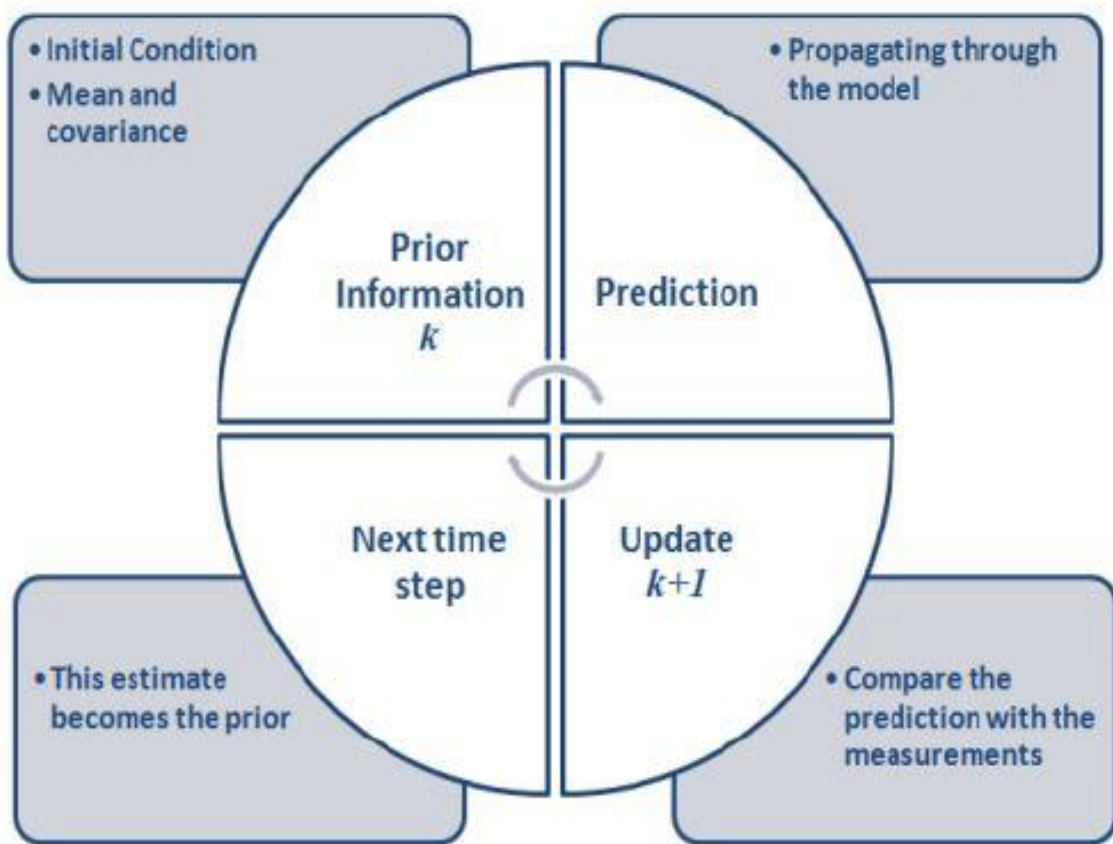 • Initial Condition
• Mean and
covariance
• Propagating through
the model
Prior
Information
k
Prediction
Next time
step
Update
k+1
• This estimate
becomes the prior
• Compare the
prediction with the
measurements